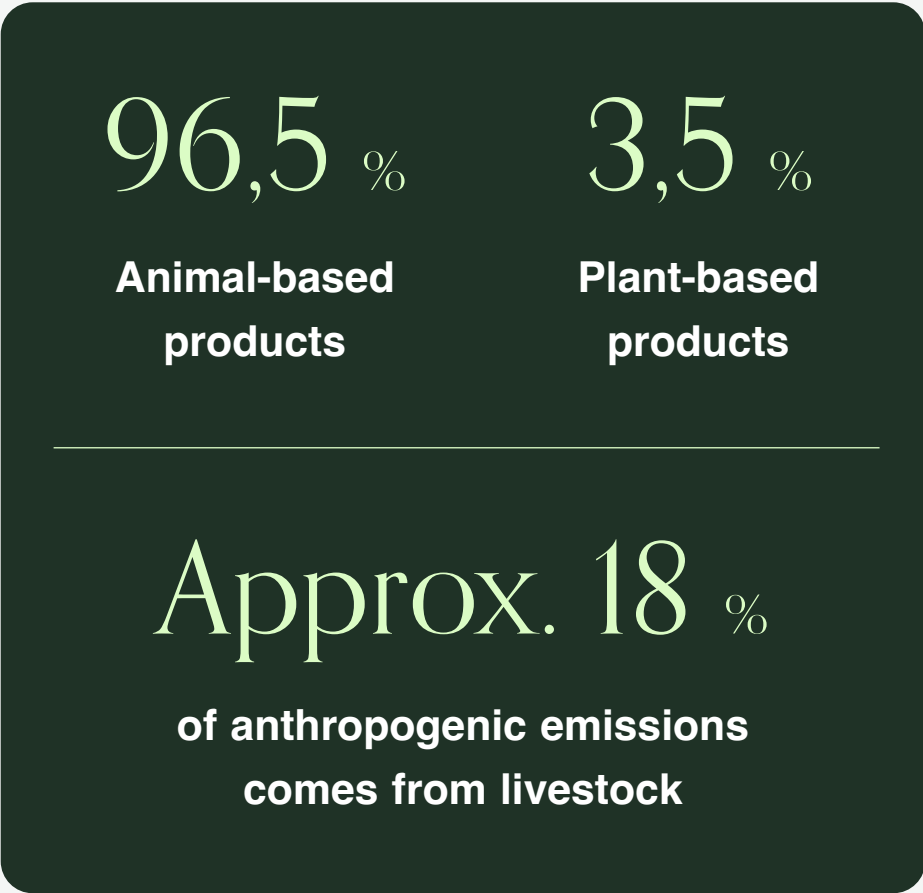 96,5 %
3,5 %
Animal-based
products
Plant-based
products
Approx. 18 %
of anthropogenic emissions
comes from livestock